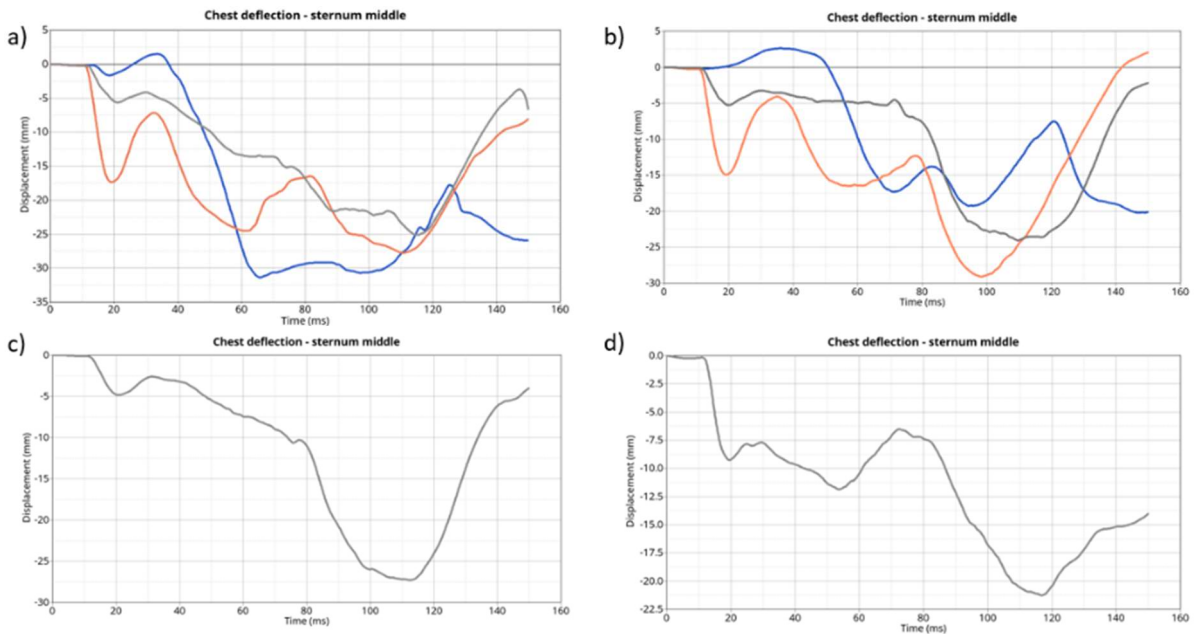 a)
Chest deflection - sternum middle
5
0
-5
-10
-15
-20
-25
-30
-35
Displacement (mm)
0 20 40 60 80 100 120 140 160
Time (ms)
b)
Chest deflection - sternum middle
5
0
-5
-10
-15
-20
-25
-30
Displacement (mm)
0 20 40 60 80 100 120 140 160
Time (ms)
c)
Chest deflection - sternum middle
0
-5
-10
-15
-20
-25
-30
Displacement (mm)
0 20 40 60 80 100 120 140 160
Time (ms)
d)
Chest deflection - sternum middle
0.0
-2.5
-5.0
-7.5
-10.0
-12.5
-15.0
-17.5
-20.0
-22.5
Displacement (mm)
0 20 40 60 80 100 120 140 160
Time (ms)